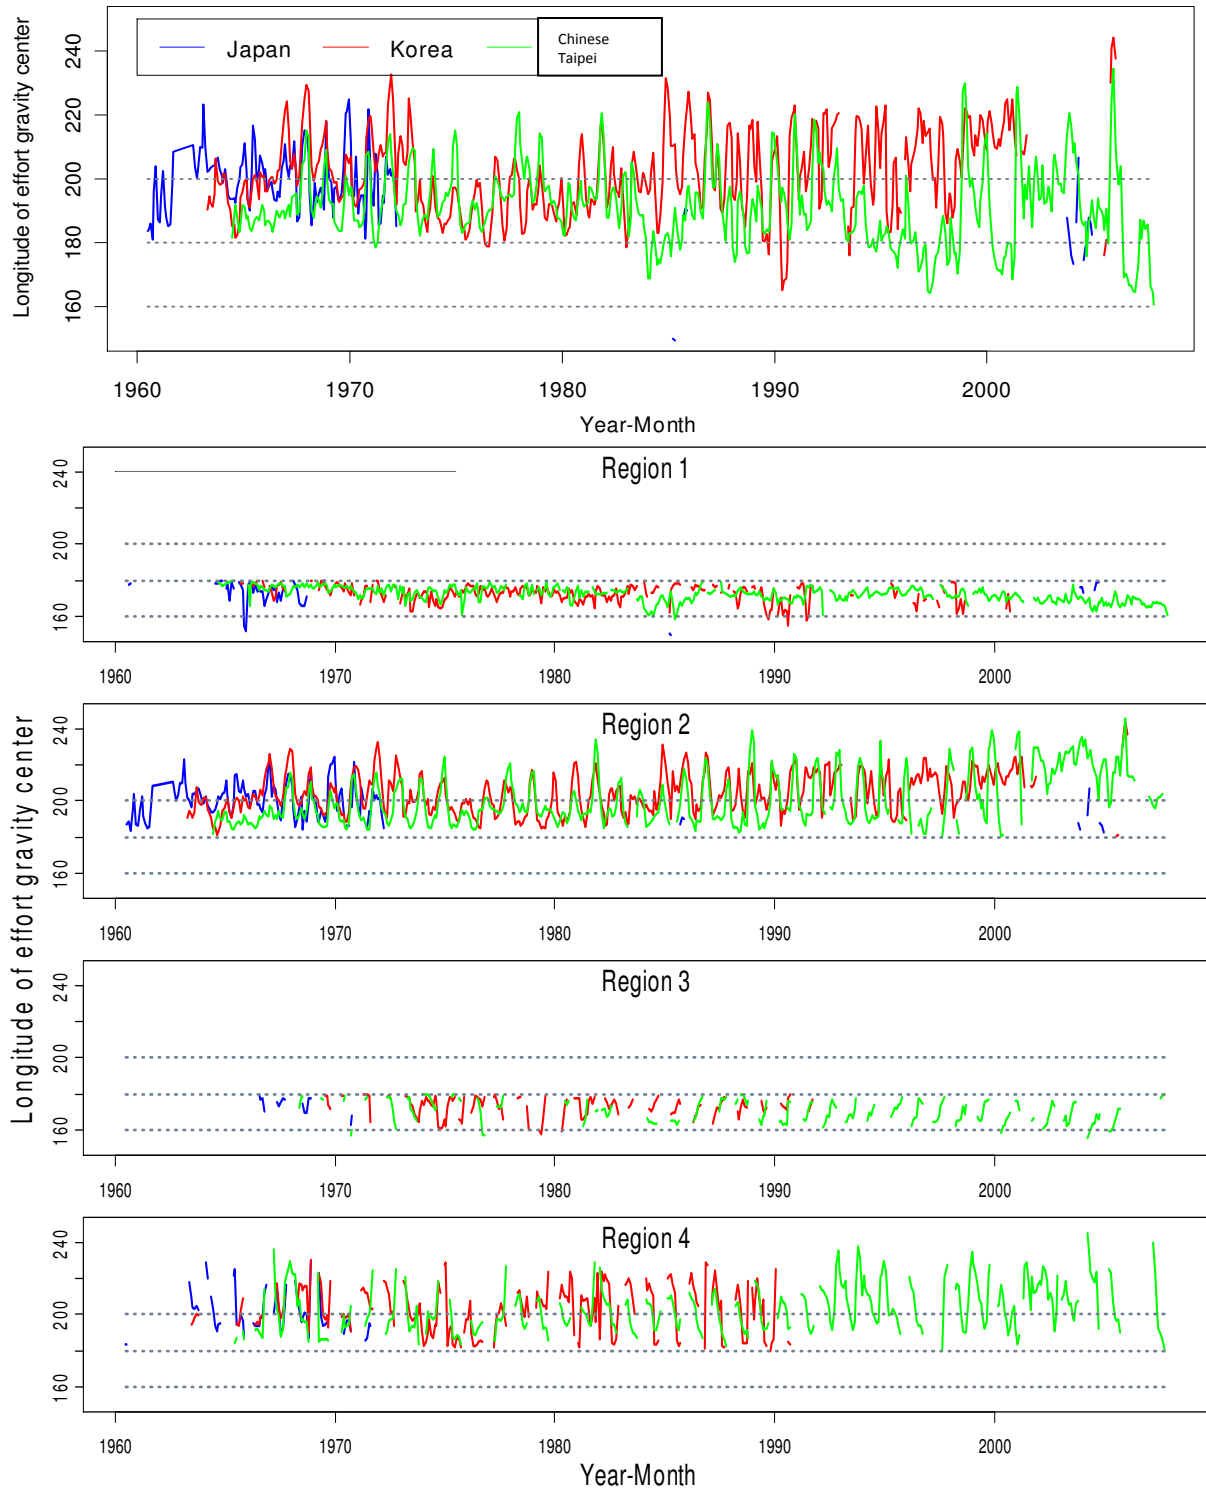 Longitude of effort gravity center
240
220
200
180
160
Japan Korea Chinese
Taipei
1960 1970 1980 1990 2000
Year-Month
Longitude of effort gravity center
Region 1
240
200
160
1960 1970 1980 1990 2000
Region 2
240
200
160
1960 1970 1980 1990 2000
Region 3
240
200
160
1960 1970 1980 1990 2000
Region 4
240
200
160
1960 1970 1980 1990 2000
Year-Month